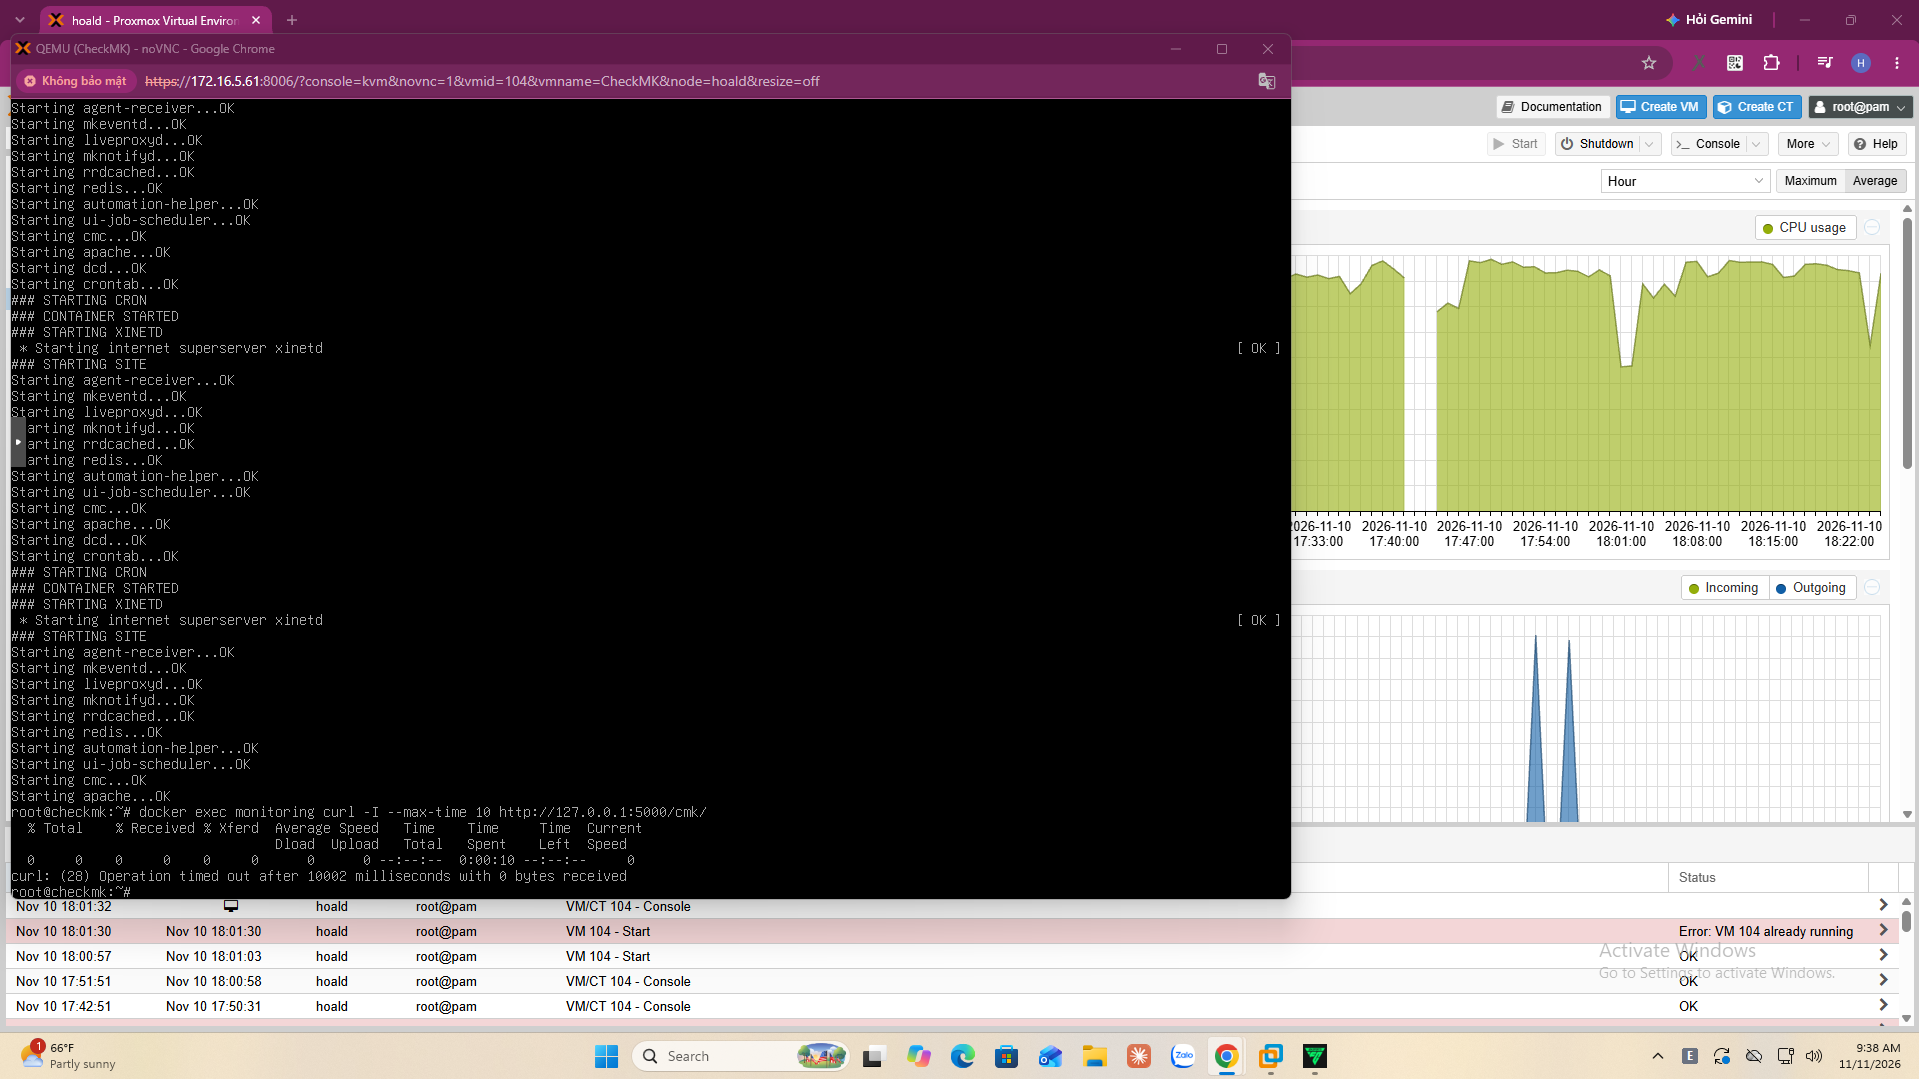 hoald - Proxmox Virtual Environ
Hỏi Gemini
QEMU (CheckMK) - noVNC - Google Chrome
Không bảo mật
https://172.16.5.61:8006/?console=kvm&novnc=1&vmid=104&vmname=CheckMK&node=hoald&resize=off
H
Documentation
Create VM
Create CT
root@pam
Start
Shutdown
Console
More
Help
Hour
Maximum
Average
CPU usage
Starting agent-receiver...OK
Starting mkeventd...OK
Starting liveproxyd...OK
Starting mknotifyd...OK
Starting rrdcached...OK
Starting redis...OK
Starting automation-helper...OK
Starting ui-job-scheduler...OK
Starting cmc...OK
Starting apache...OK
Starting dcd...OK
Starting crontab...OK
### STARTING CRON
### CONTAINER STARTED
### STARTING XINETD
* Starting internet superserver xinetd [ OK ]
### STARTING SITE
Starting agent-receiver...OK
Starting mkeventd...OK
Starting liveproxyd...OK
arting mknotifyd...OK
arting rrdcached...OK
arting redis...OK
Starting automation-helper...OK
Starting ui-job-scheduler...OK
Starting cmc...OK
Starting apache...OK
Starting dcd...OK
Starting crontab...OK
### STARTING CRON
### CONTAINER STARTED
### STARTING XINETD
* Starting internet superserver xinetd [ OK ]
### STARTING SITE
Starting agent-receiver...OK
Starting mkeventd...OK
Starting liveproxyd...OK
Starting mknotifyd...OK
Starting rrdcached...OK
Starting redis...OK
Starting automation-helper...OK
Starting ui-job-scheduler...OK
Starting cmc...OK
Starting apache...OK
root@checkmk:~# docker exec monitoring curl -I --max-time 10 http://127.0.0.1:5000/cmk/
% Total % Received % Xferd Average Speed Time Time Time Current
Dload Upload Total Spent Left Speed
0 0 0 0 0 0 0 0 --:--:-- 0:00:10 --:--:-- 0
curl: (28) Operation timed out after 10002 milliseconds with 0 bytes received
root@checkmk:~#
2026-11-10 2026-11-10 2026-11-10 2026-11-10 2026-11-10 2026-11-10 2026-11-10 2026-11-10
17:33:00 17:40:00 17:47:00 17:54:00 18:01:00 18:08:00 18:15:00 18:22:00
Incoming
Outgoing
Status
Nov 10 18:01:32 hoald root@pam VM/CT 104 - Console
Nov 10 18:01:30 Nov 10 18:01:30 hoald root@pam VM 104 - Start Error: VM 104 already running
Nov 10 18:00:57 Nov 10 18:01:03 hoald root@pam VM 104 - Start OK
Nov 10 17:51:51 Nov 10 18:00:58 hoald root@pam VM/CT 104 - Console OK
Nov 10 17:42:51 Nov 10 17:50:31 hoald root@pam VM/CT 104 - Console OK
Activate Windows
Go to Settings to activate Windows.
1
66°F
Partly sunny
Search
Zalo
E
9:38 AM
11/11/2026